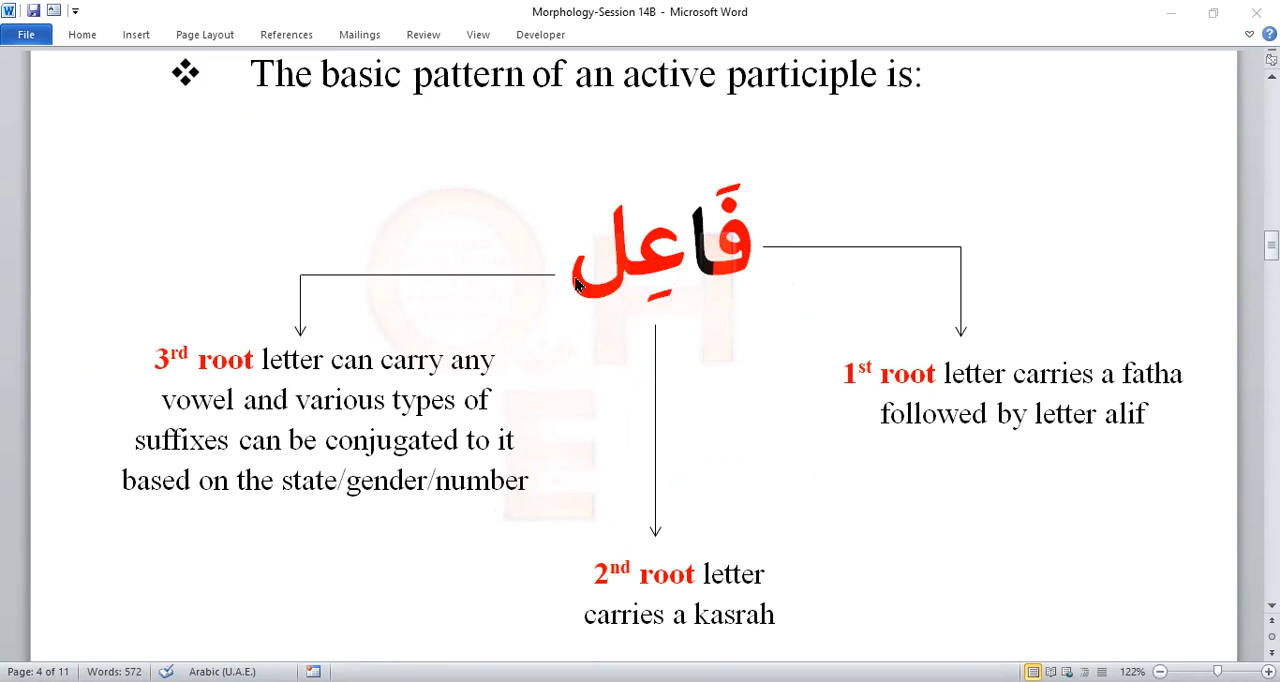 Morphology-Session 14B - Microsoft Word
File Home Insert Page Layout References Mailings Review View Developer
❖ The basic pattern of an active participle is:
فَاعِل
3rd root letter can carry any
vowel and various types of
suffixes can be conjugated to it
based on the state/gender/number
1st root letter carries a fatha
followed by letter alif
2nd root letter
carries a kasrah
Page: 4 of 11 Words: 572 Arabic (U.A.E.) 122%